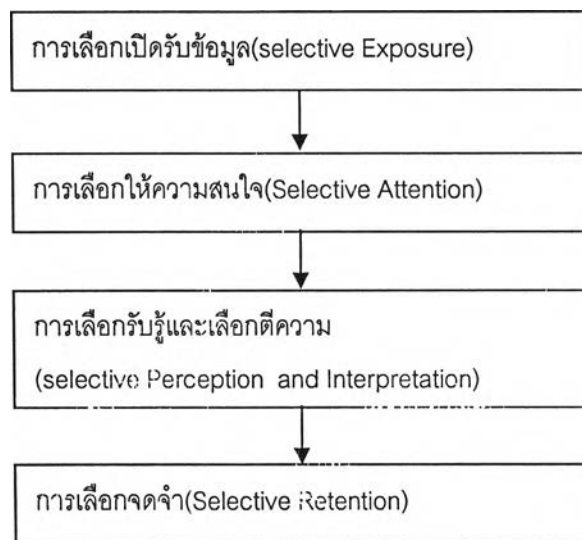 การเลือกเปิดรับข้อมูล(selective Exposure)
การเลือกให้ความสนใจ(Selective Attention)
การเลือกรับรู้และเลือกตีความ
(selective Perception and Interpretation)
การเลือกจดจำ(Selective Retention)